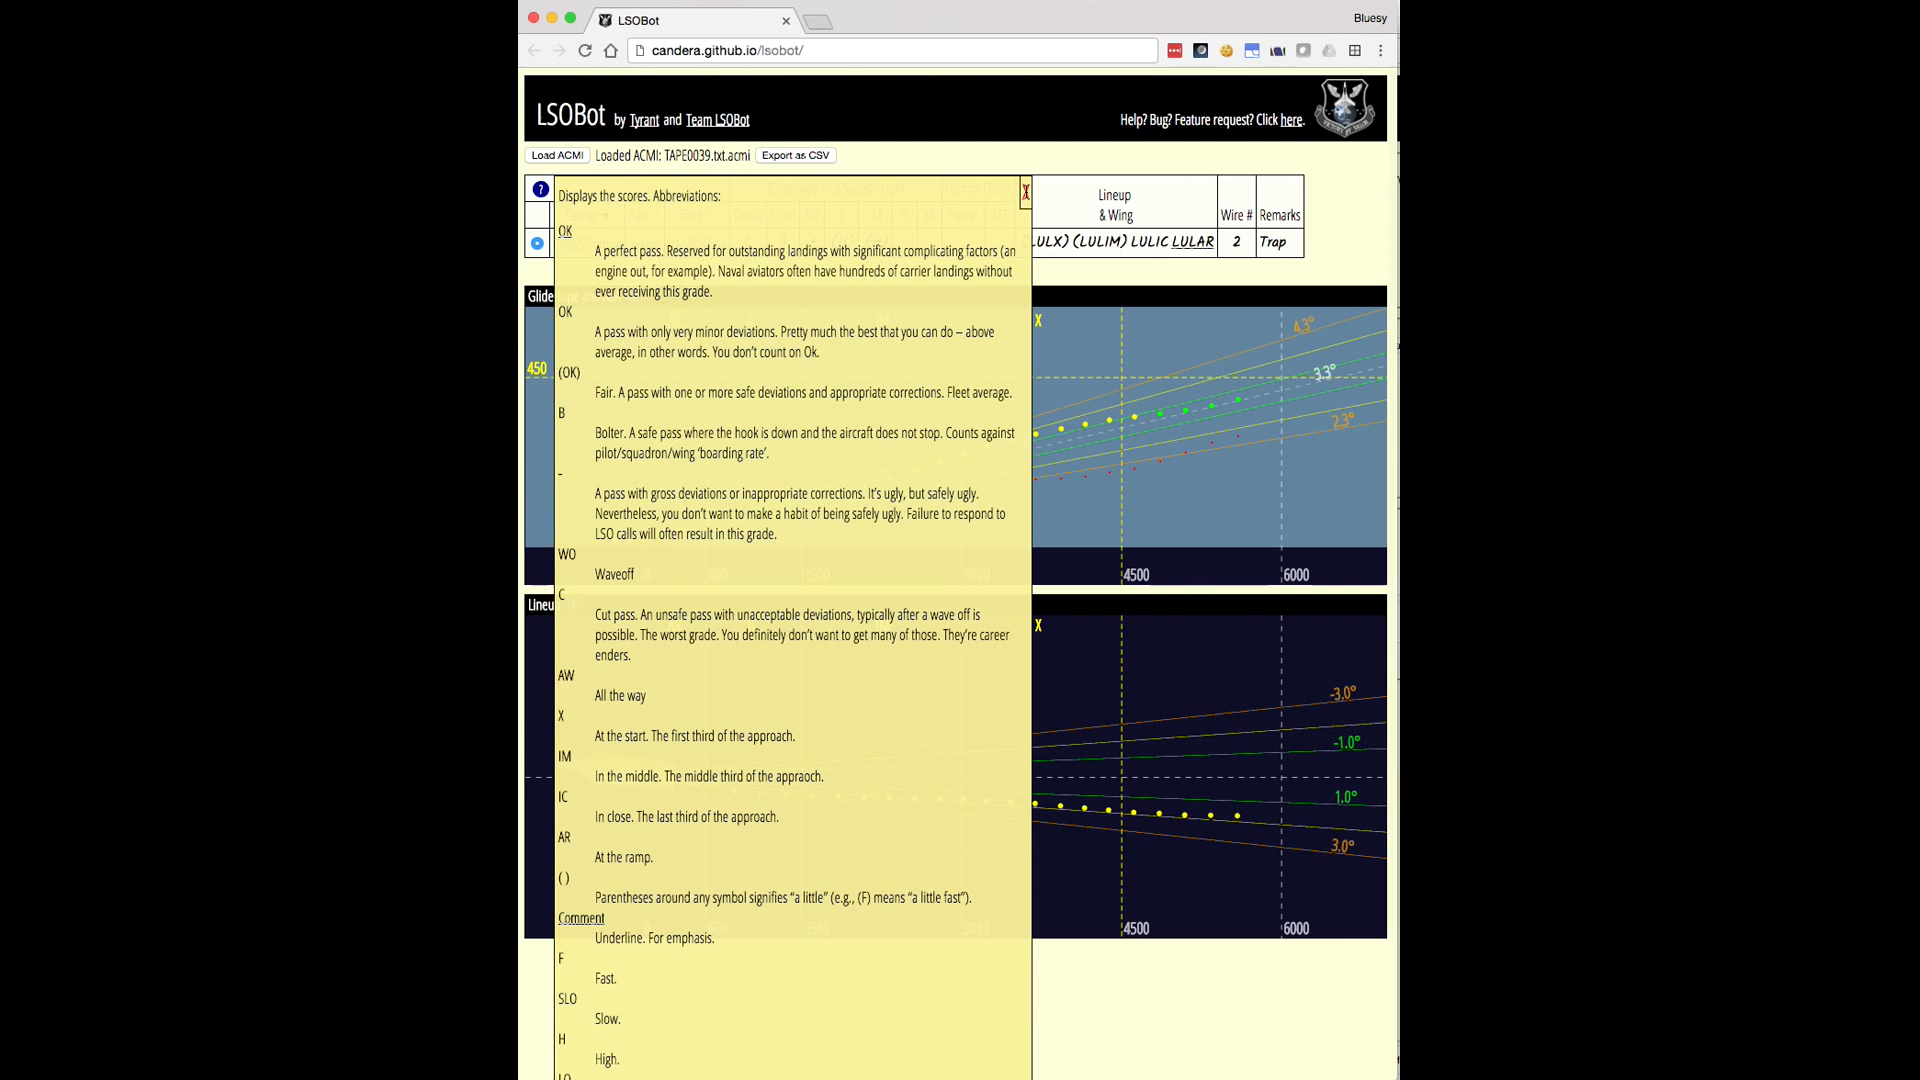 LSOBot
Bluesy
candera.github.io/lsobot/
LSOBot by Tyrant and Team LSOBot
Help? Bug? Feature request? Click here.
Load ACMI Loaded ACMI: TAPE0039.txt.acmi Export as CSV
?
Displays the scores. Abbreviations:
X
Lineup
& Wing
Wire #
Remarks
(LULIM) LULIC LULAR
2
Trap
OK
A perfect pass. Reserved for outstanding landings with significant complicating factors (an
engine out, for example). Naval aviators often have hundreds of carrier landings without
ever receiving this grade.
OK
A pass with only very minor deviations. Pretty much the best that you can do – above
average, in other words. You don't count on Ok.
(OK)
Fair. A pass with one or more safe deviations and appropriate corrections. Fleet average.
B
Bolter. A safe pass where the hook is down and the aircraft does not stop. Counts against
pilot/squadron/wing ‘boarding rate’.
-
A pass with gross deviations or inappropriate corrections. It's ugly, but safely ugly.
Nevertheless, you don't want to make a habit of being safely ugly. Failure to respond to
LSO calls will often result in this grade.
WO
Waveoff
C
Cut pass. An unsafe pass with unacceptable deviations, typically after a wave off is
possible. The worst grade. You definitely don't want to get many of those. They're career
enders.
AW
All the way
X
At the start. The first third of the approach.
IM
In the middle. The middle third of the appraoch.
IC
In close. The last third of the approach.
AR
At the ramp.
( )
Parentheses around any symbol signifies “a little” (e.g., (F) means “a little fast”).
Comment
Underline. For emphasis.
F
Fast.
SLO
Slow.
H
High.
LO
450
X
4.3°
3.3°
2.3°
4500
6000
X
-3.0°
-1.0°
1.0°
3.0°
4500
6000